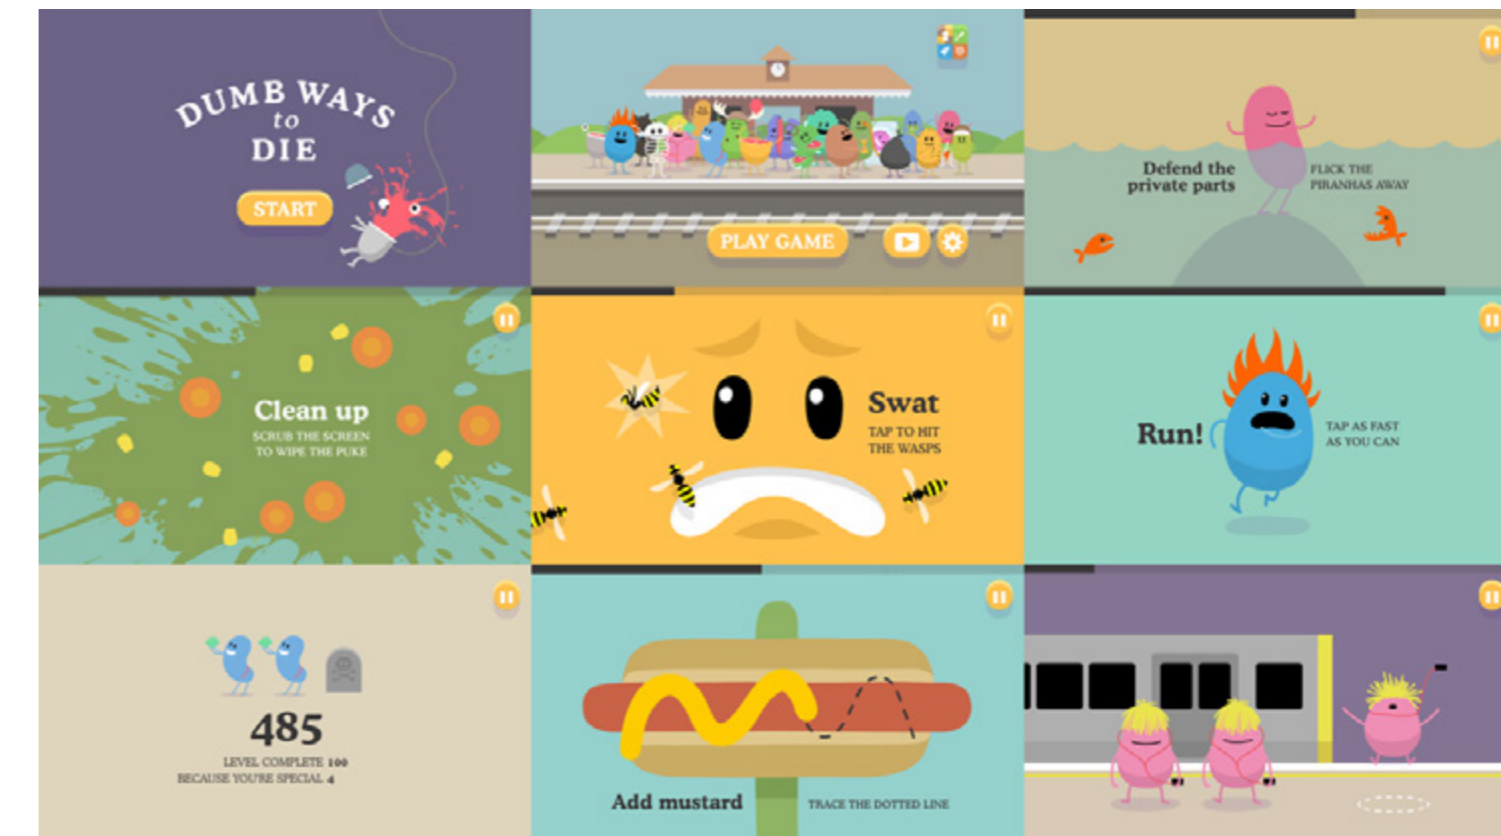 DUMB WAYS
to
DIE
START
PLAY GAME
Defend the
private parts
FLICK THE
PIRANHAS AWAY
Clean up
SCRUB THE SCREEN
TO WIPE THE PUKE
Swat
TAP TO HIT
THE WASPS
Run!
TAP AS FAST
AS YOU CAN
485
LEVEL COMPLETE 100
BECAUSE YOU'RE SPECIAL 4
Add mustard
TRACE THE DOTTED LINE